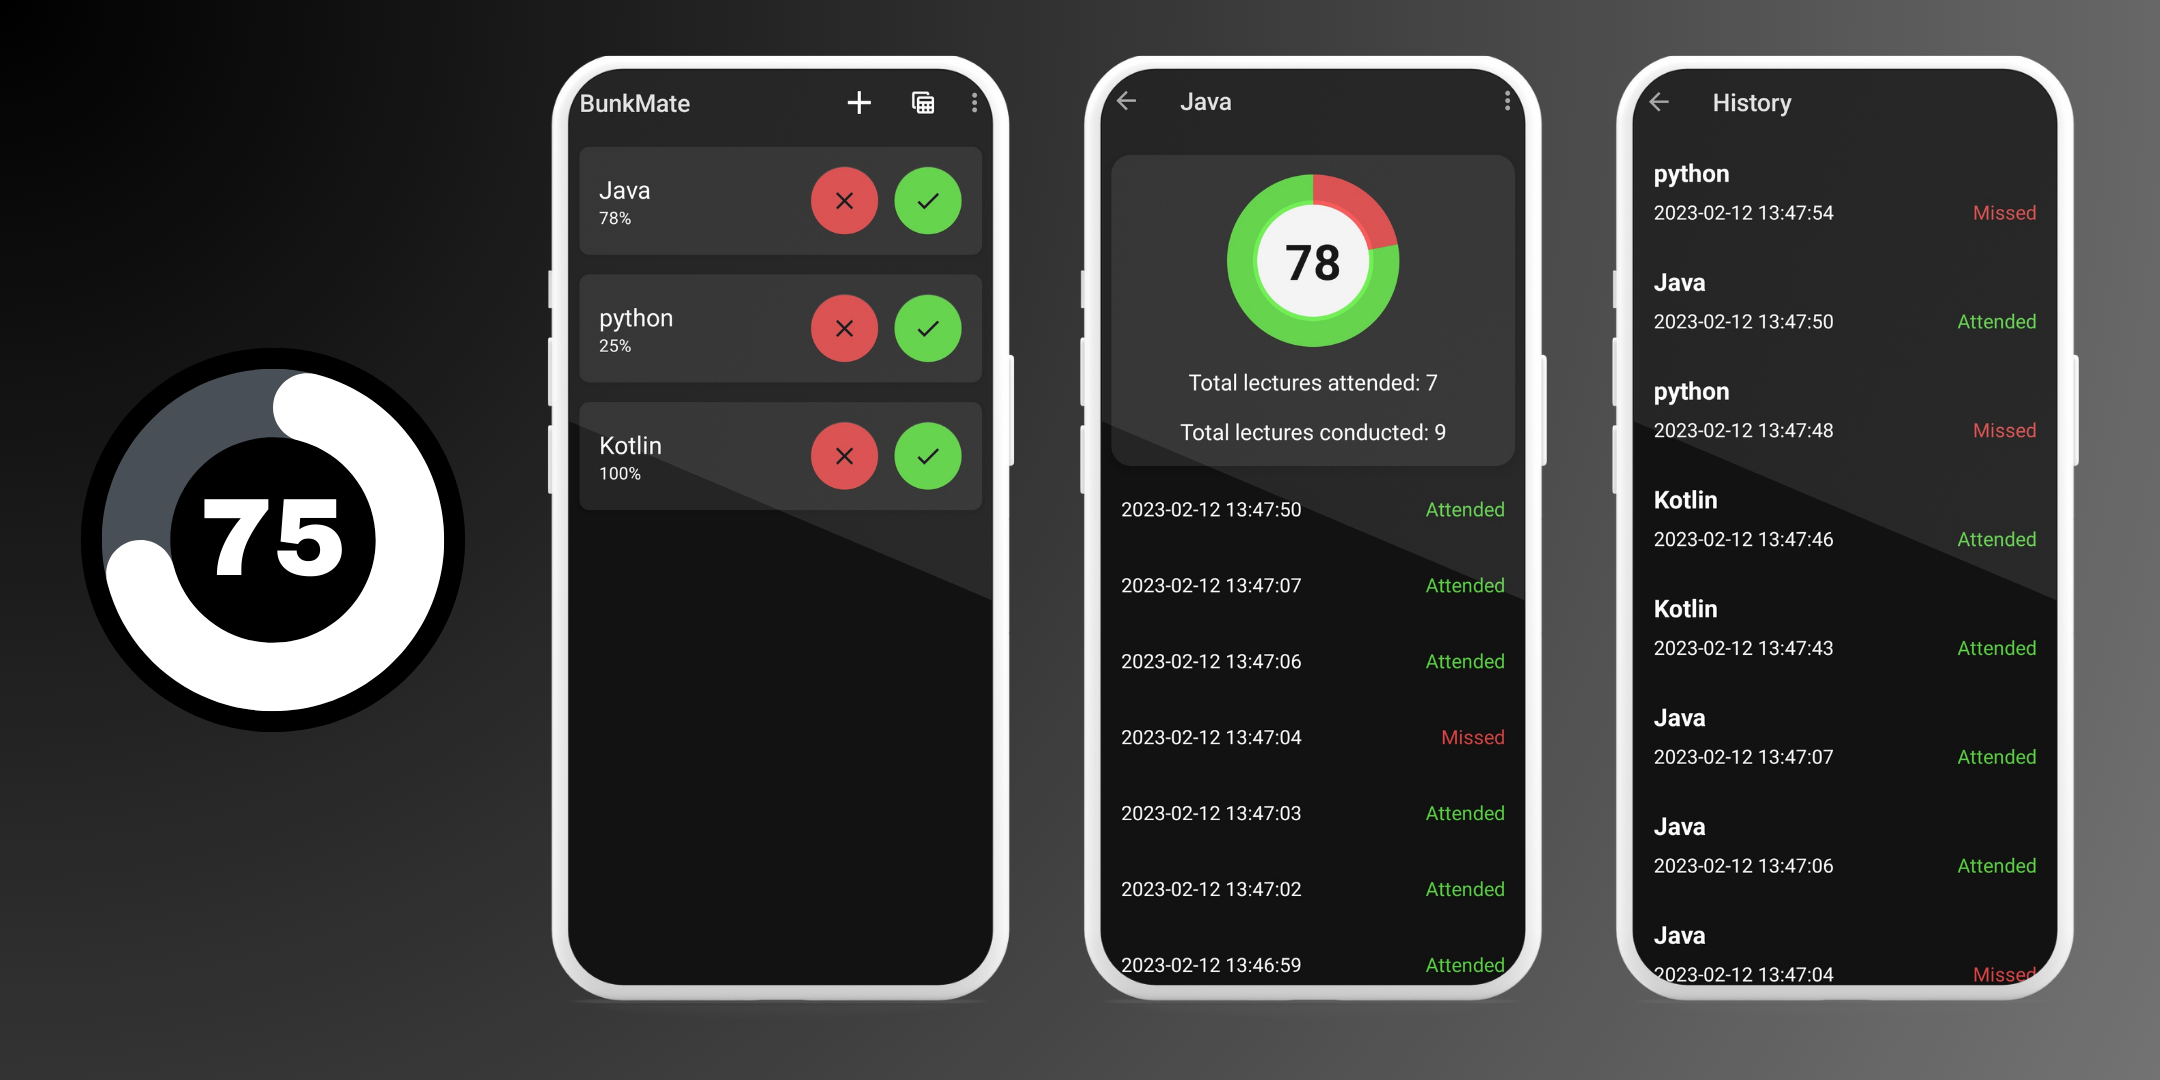 75
BunkMate
Java
78%
python
25%
Kotlin
100%
Java
78
Total lectures attended: 7
Total lectures conducted: 9
2023-02-12 13:47:50 Attended
2023-02-12 13:47:07 Attended
2023-02-12 13:47:06 Attended
2023-02-12 13:47:04 Missed
2023-02-12 13:47:03 Attended
2023-02-12 13:47:02 Attended
2023-02-12 13:46:59 Attended
History
python
2023-02-12 13:47:54 Missed
Java
2023-02-12 13:47:50 Attended
python
2023-02-12 13:47:48 Missed
Kotlin
2023-02-12 13:47:46 Attended
Kotlin
2023-02-12 13:47:43 Attended
Java
2023-02-12 13:47:07 Attended
Java
2023-02-12 13:47:06 Attended
Java
2023-02-12 13:47:04 Missed